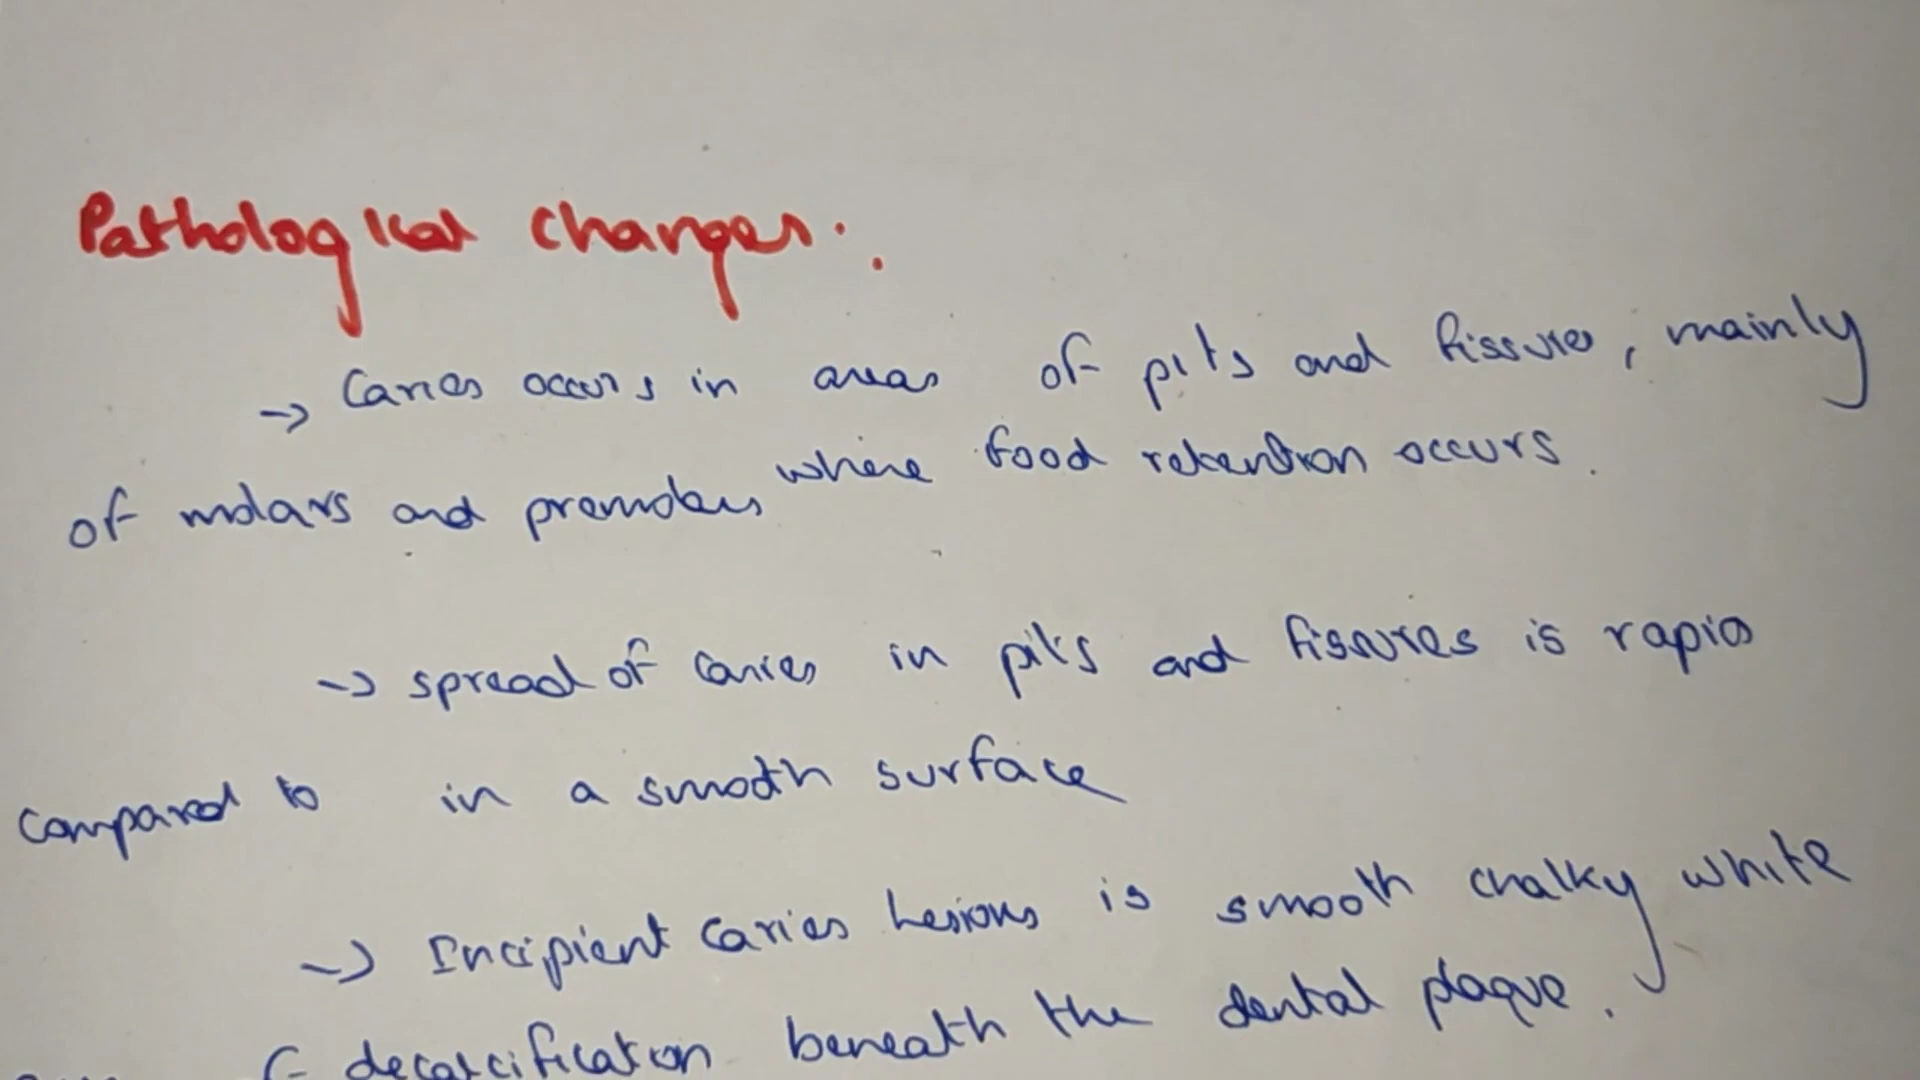 Pathological changes:
→ Caries occurs in areas of pits and fissures, mainly
of molars and premolars where food retention occurs.
→ spread of caries in pits and fissures is rapid
compared to in a smooth surface
→ Incipient caries lesions is smooth chalky white
decalcification beneath the dental plaque.